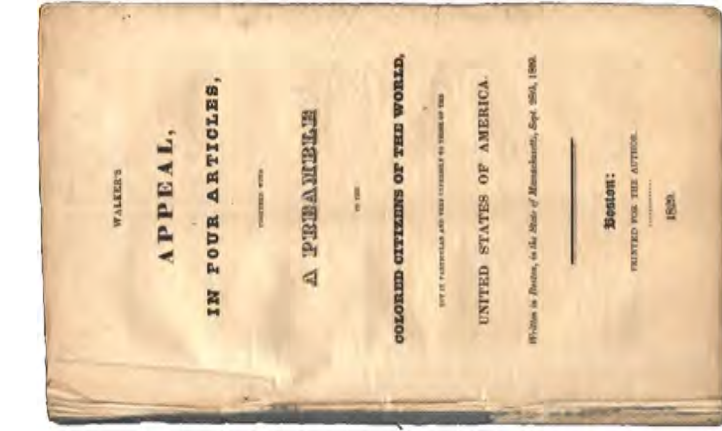 WALKER'S
APPEAL,
IN FOUR ARTICLES,
TOGETHER WITH
A PREAMBLE
TO THE
COLORED CITIZENS OF THE WORLD,
BUT IN PARTICULAR AND VERY EXPRESSLY TO THOSE OF THE
UNITED STATES OF AMERICA.
Written in Boston, in the State of Massachusetts, Sept. 28th, 1829.
Boston:
PRINTED FOR THE AUTHOR.
1829.